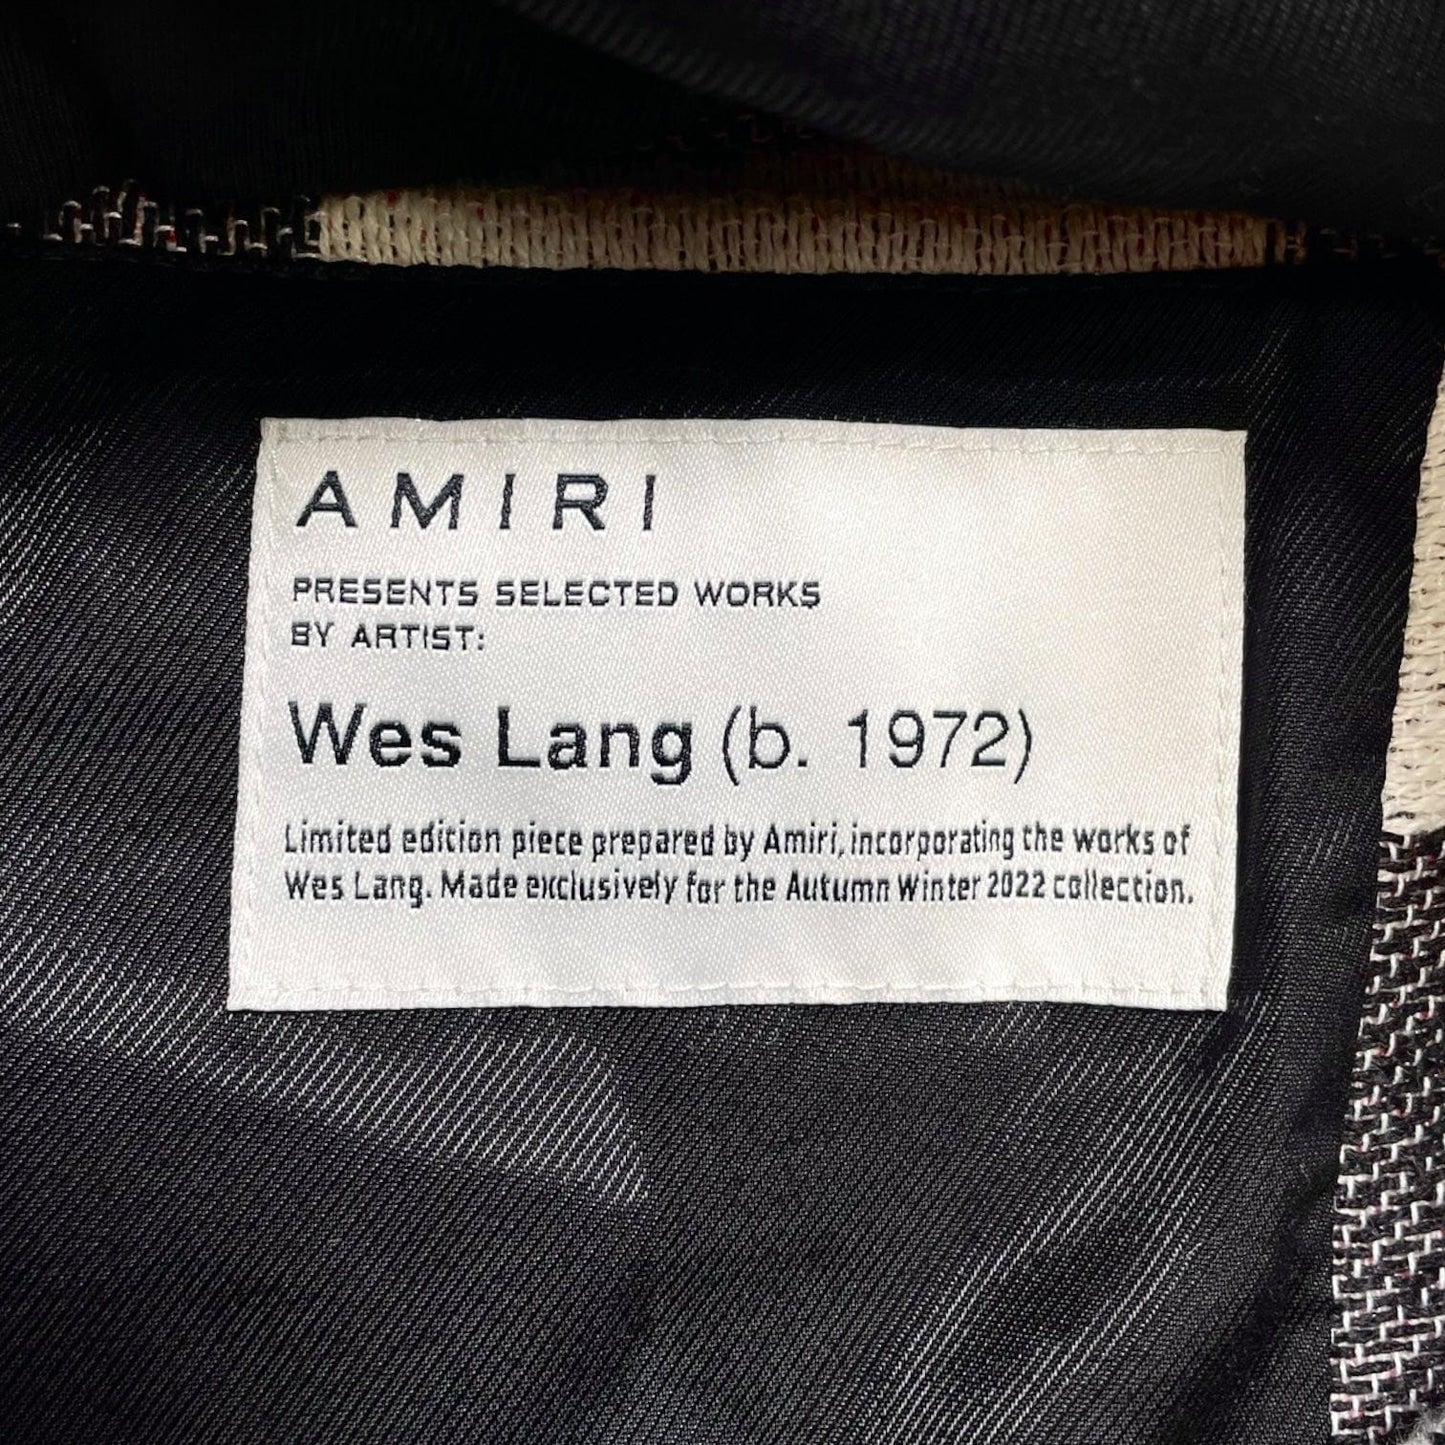 AMIRI
PRESENTS SELECTED WORKS
BY ARTIST:
Wes Lang (b. 1972)
Limited edition piece prepared by Amiri, incorporating the works of
Wes Lang. Made exclusively for the Autumn Winter 2022 collection.